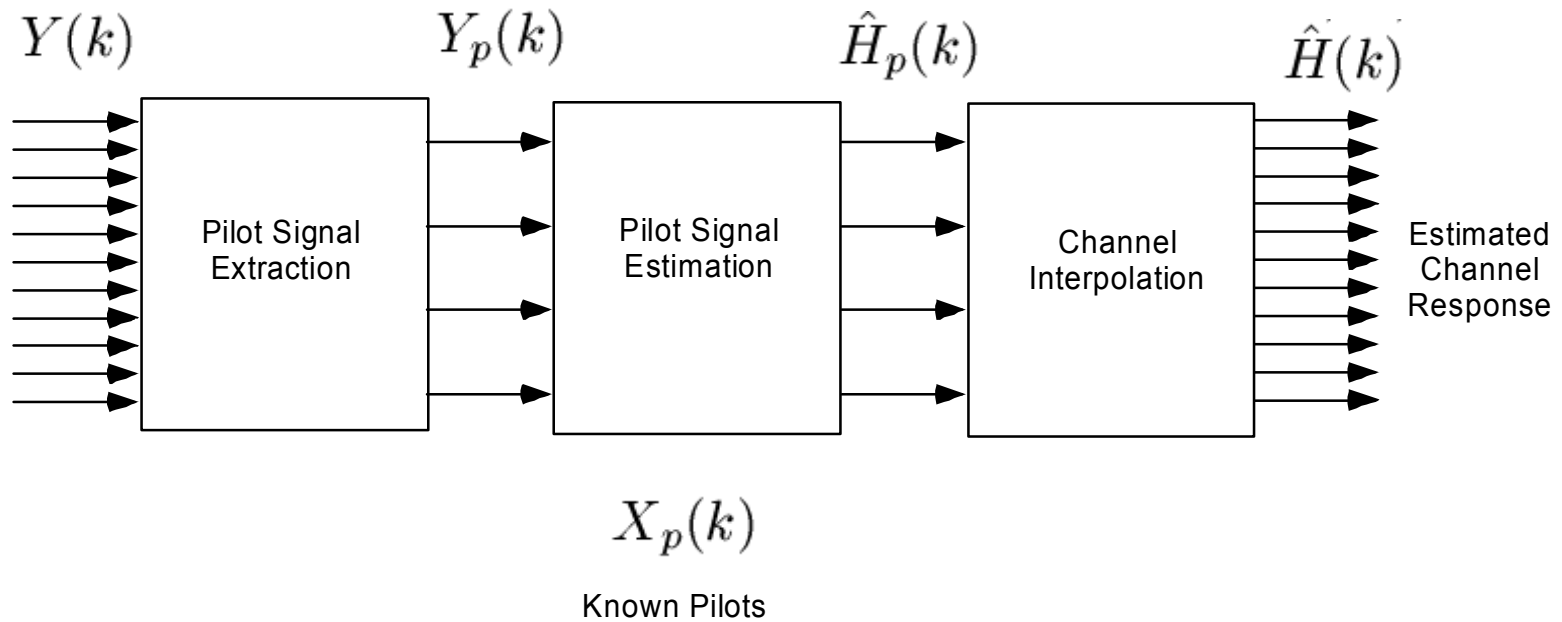 Y(k)
Y_p(k)
Ĥ_p(k)
Ĥ(k)
Pilot Signal
Extraction
Pilot Signal
Estimation
Channel
Interpolation
Estimated
Channel
Response
X_p(k)
Known Pilots